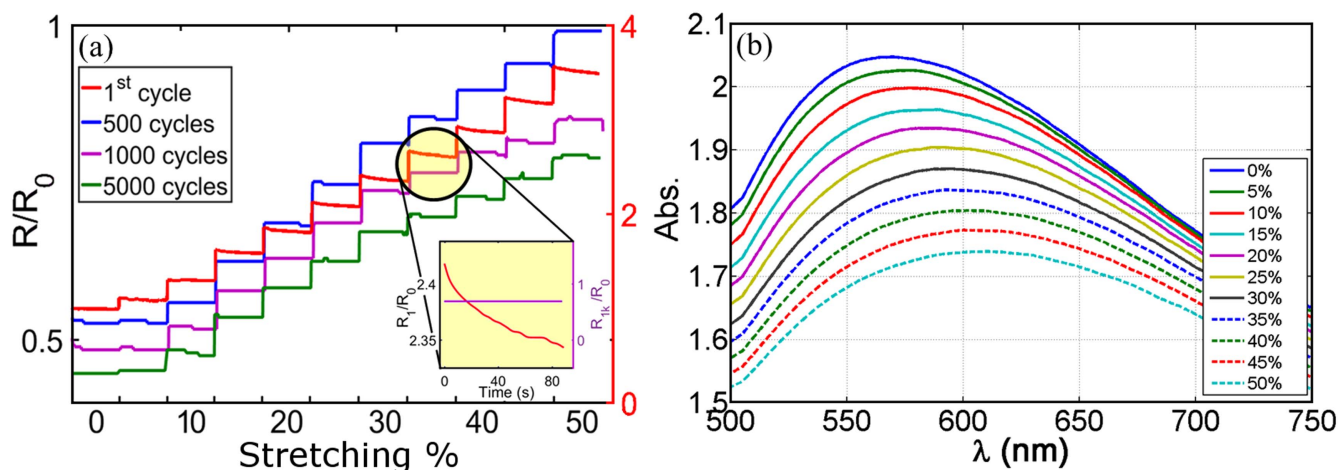 (a)
1
0.5
R/R0
1st cycle
500 cycles
1000 cycles
5000 cycles
4
2
0
0 10 20 30 40 50
Stretching %
2.4
2.35
R1/R0
1
0
R1k/R0
0 40 80
Time (s)
(b)
2.1
2
1.9
1.8
1.7
1.6
1.5
Abs.
500 550 600 650 700 750
λ (nm)
0%
5%
10%
15%
20%
25%
30%
35%
40%
45%
50%